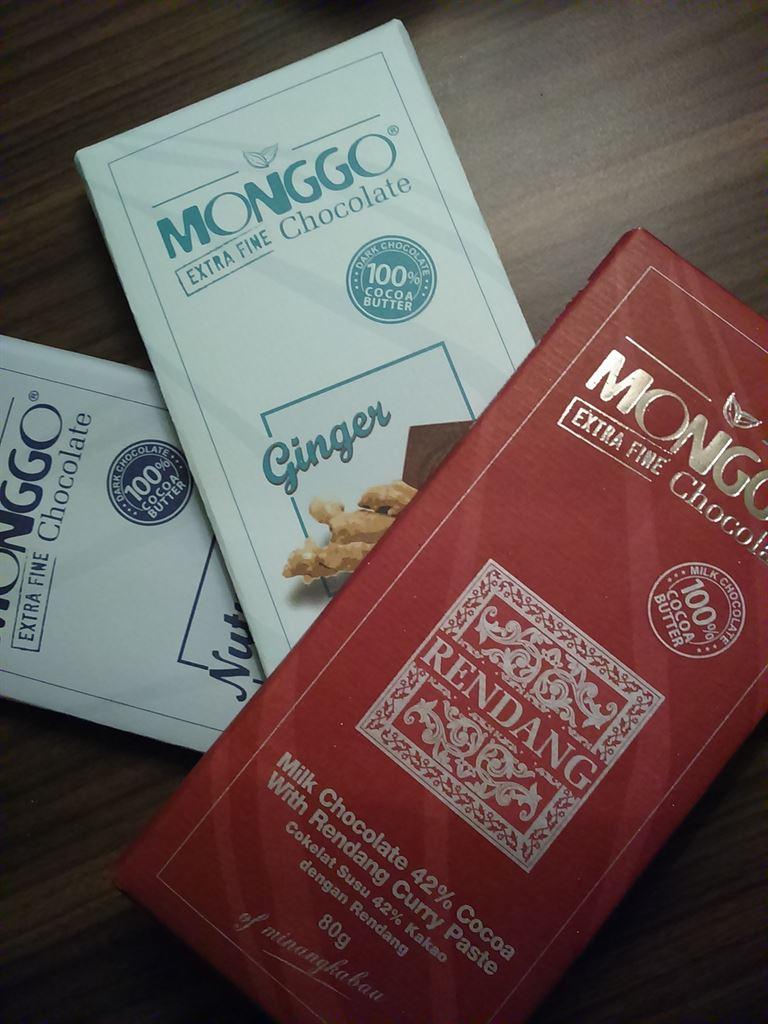 MONGGO®
EXTRA FINE Chocolate
DARK CHOCOLATE
100%
COCOA
BUTTER
Ginger
ONGGO®
EXTRA FINE Chocolate
DARK CHOCOLATE
100%
COCOA
BUTTER
Nut
MONGG
EXTRA FINE Chocola
MILK CHOCOLATE
100%
COCOA
BUTTER
RENDANG
Milk Chocolate 42% Cocoa
With Rendang Curry Paste
Cokelat Susu 42% Kakao
dengan Rendang
80g
of minangkabau